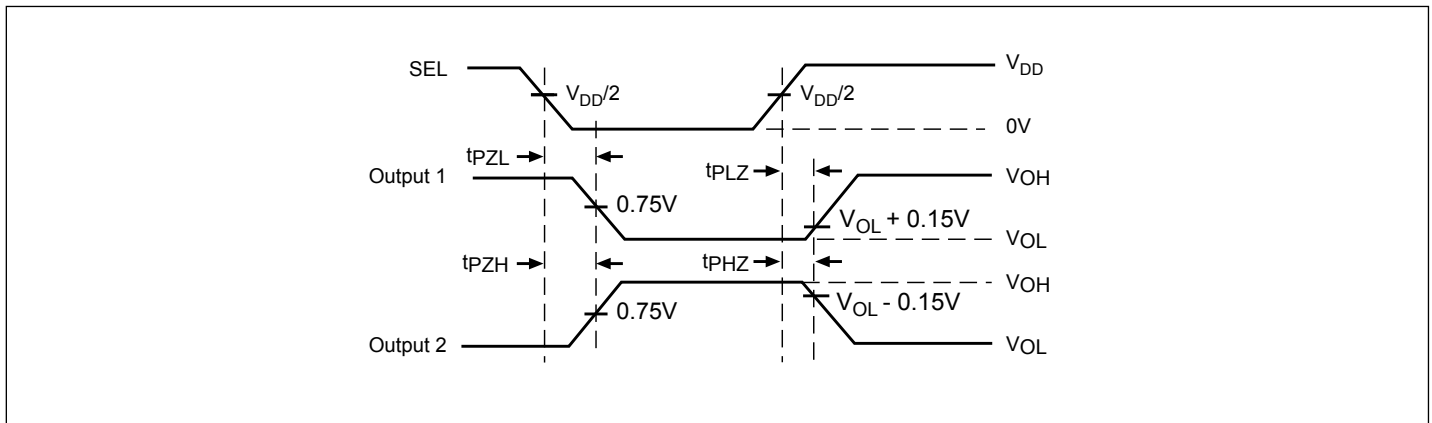 SEL
VDD/2
VDD/2
VDD
0V
tPZL
tPLZ
Output 1
0.75V
VOL + 0.15V
VOH
VOL
tPZH
tPHZ
VOH
0.75V
VOL - 0.15V
Output 2
VOL